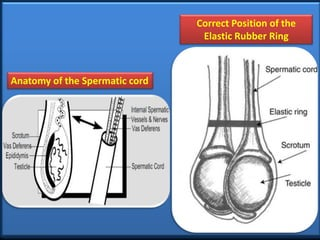 Correct Position of the
Elastic Rubber Ring
Anatomy of the Spermatic cord
Internal Spermatic
Vessels & Nerves
Vas Deferens
Scrotum
Vas Deferens
Epididymis
Testicle
Spermatic Cord
Spermatic cord
Elastic ring
Scrotum
Testicle